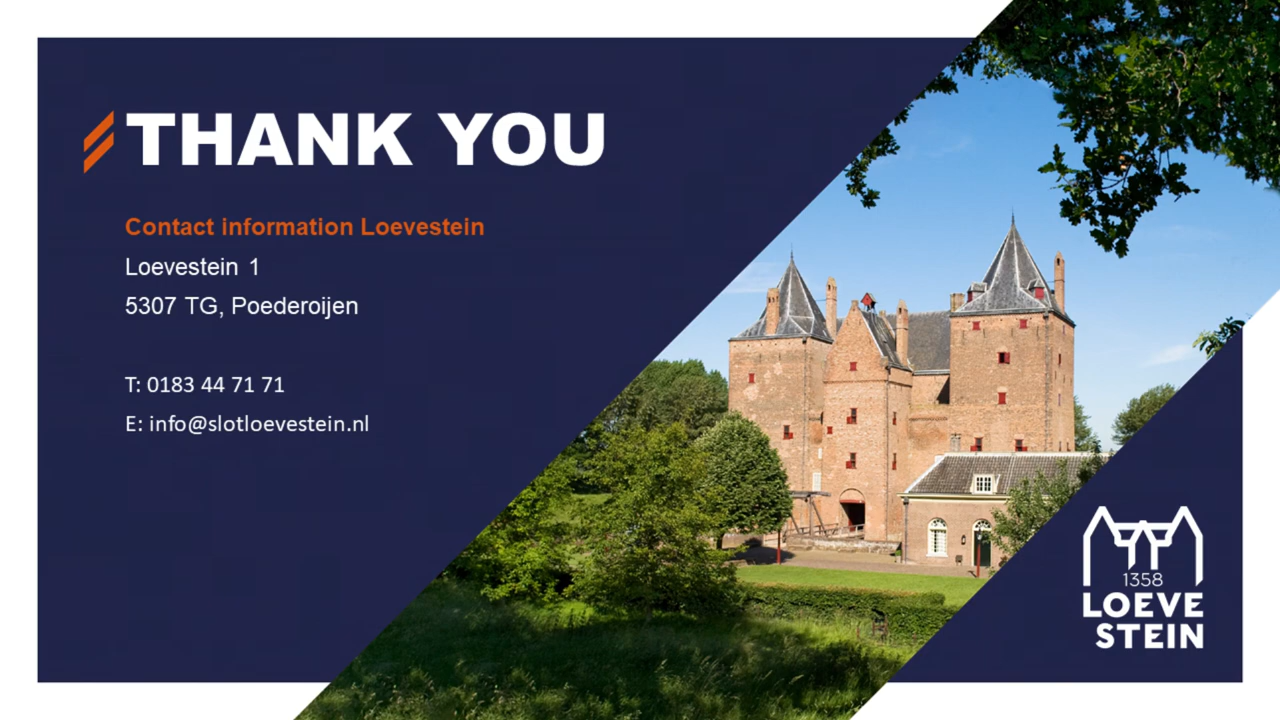 THANK YOU
Contact information Loevestein
Loevestein 1
5307 TG, Poederoijen
T: 0183 44 71 71
E: info@slotloevestein.nl
1358
LOEVE
STEIN